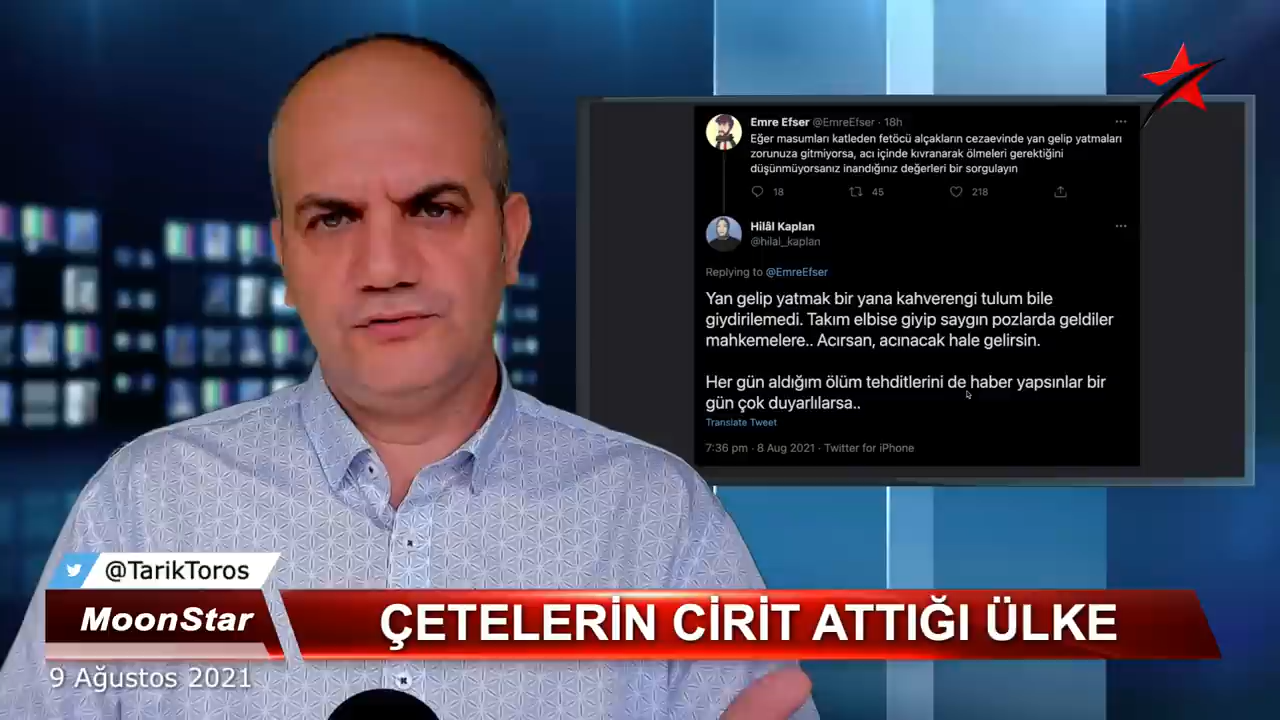 Emre Efser @EmreEfser · 18h
Eğer masumları katleden fetöcü alçakların cezaevinde yan gelip yatmaları
zorunuza gitmiyorsa, acı içinde kıvranarak ölmeleri gerektiğini
düşünmüyorsanız inandığınız değerleri bir sorgulayın
18 45 218
Hilâl Kaplan
@hilal_kaplan
Replying to @EmreEfser
Yan gelip yatmak bir yana kahverengi tulum bile
giydirilemedi. Takım elbise giyip saygın pozlarda geldiler
mahkemelere.. Acırsan, acınacak hale gelirsin.
Her gün aldığım ölüm tehditlerini de haber yapsınlar bir
gün çok duyarlılarsa..
Translate Tweet
7:36 pm · 8 Aug 2021 · Twitter for iPhone
@TarikToros
MoonStar
ÇETELERİN CİRİT ATTIĞI ÜLKE
9 Ağustos 2021